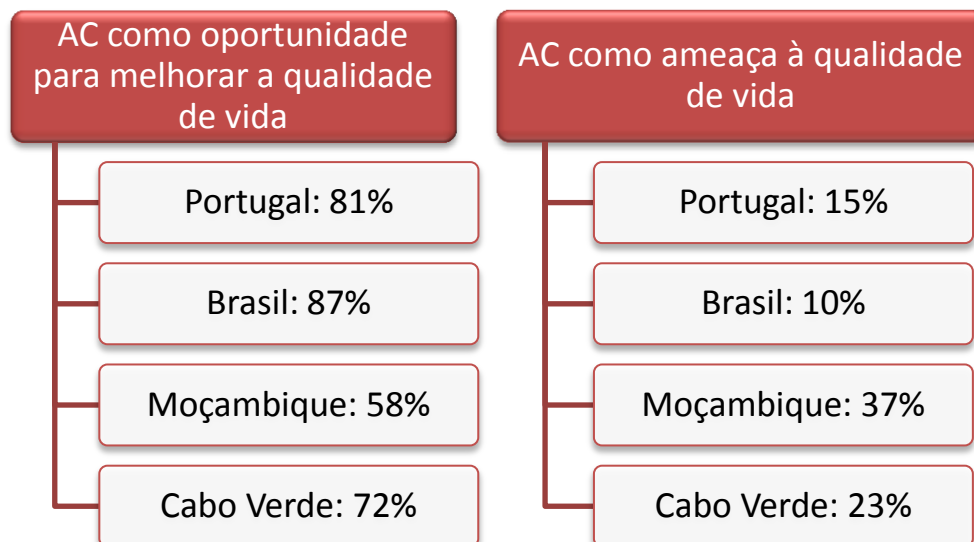 AC como oportunidade
para melhorar a qualidade
de vida
Portugal: 81%
Brasil: 87%
Moçambique: 58%
Cabo Verde: 72%
AC como ameaça à qualidade
de vida
Portugal: 15%
Brasil: 10%
Moçambique: 37%
Cabo Verde: 23%